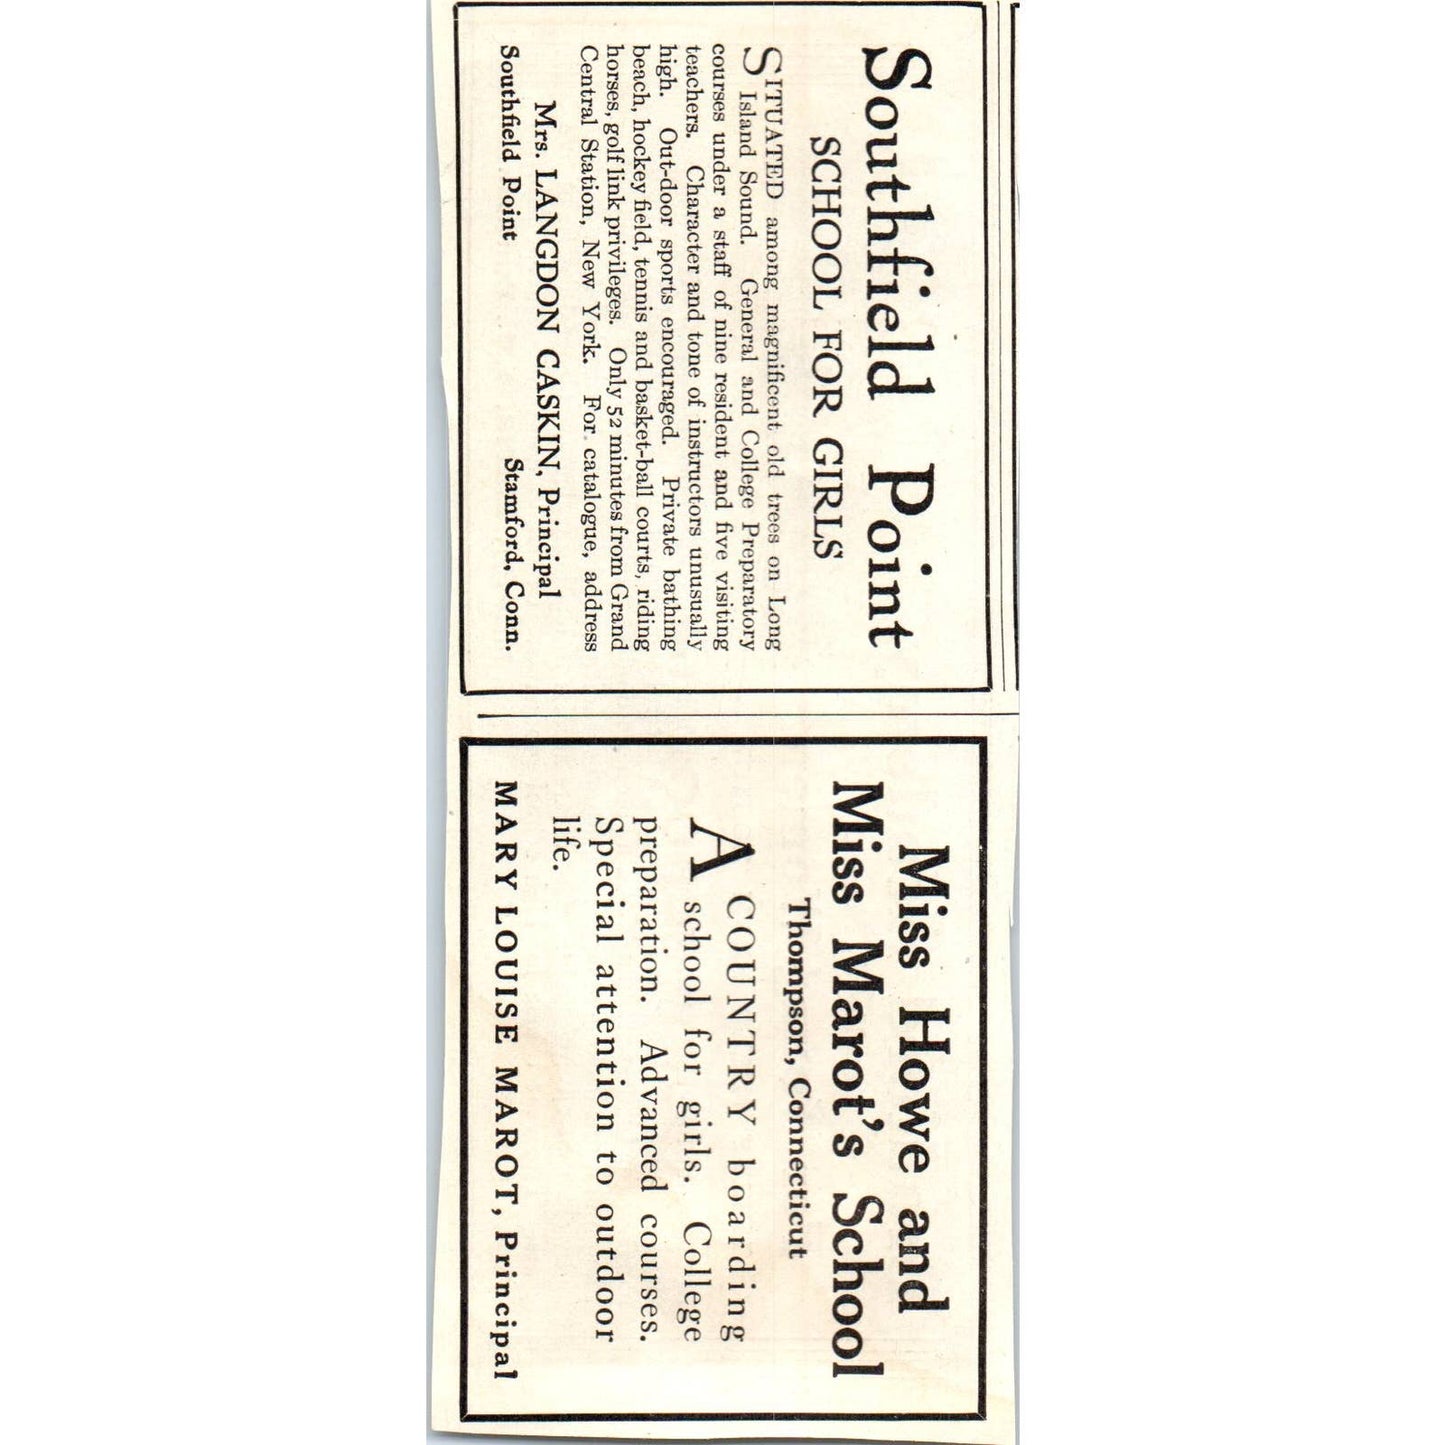 Southfield Point
SCHOOL FOR GIRLS
SITUATED among magnificent old trees on Long
Island Sound. General and College Preparatory
courses under a staff of nine resident and five visiting
teachers. Character and tone of instructors unusually
high. Out-door sports encouraged. Private bathing
beach, hockey field, tennis and basket-ball courts, riding
horses, golf link privileges. Only 52 minutes from Grand
Central Station, New York. For catalogue, address
Mrs. LANGDON CASKIN, Principal
Southfield Point Stamford, Conn.
Miss Howe and
Miss Marot's School
Thompson, Connecticut
A COUNTRY boarding
school for girls. College
preparation. Advanced courses.
Special attention to outdoor
life.
MARY LOUISE MAROT, Principal